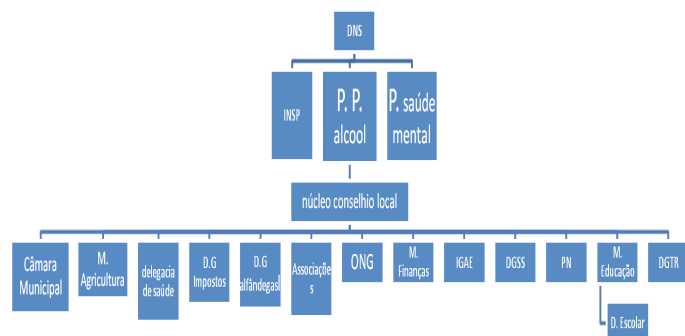 DNS
INSP
P. P.
alcool
P. saúde
mental
núcleo conselhio local
Câmara
Municipal
M.
Agricultura
delegacia
de saúde
D.G
Impostos
D.G
alfândegasl
Associaçõe
s
ONG
M.
Finanças
IGAE
DGSS
PN
M.
Educação
DGTR
D. Escolar